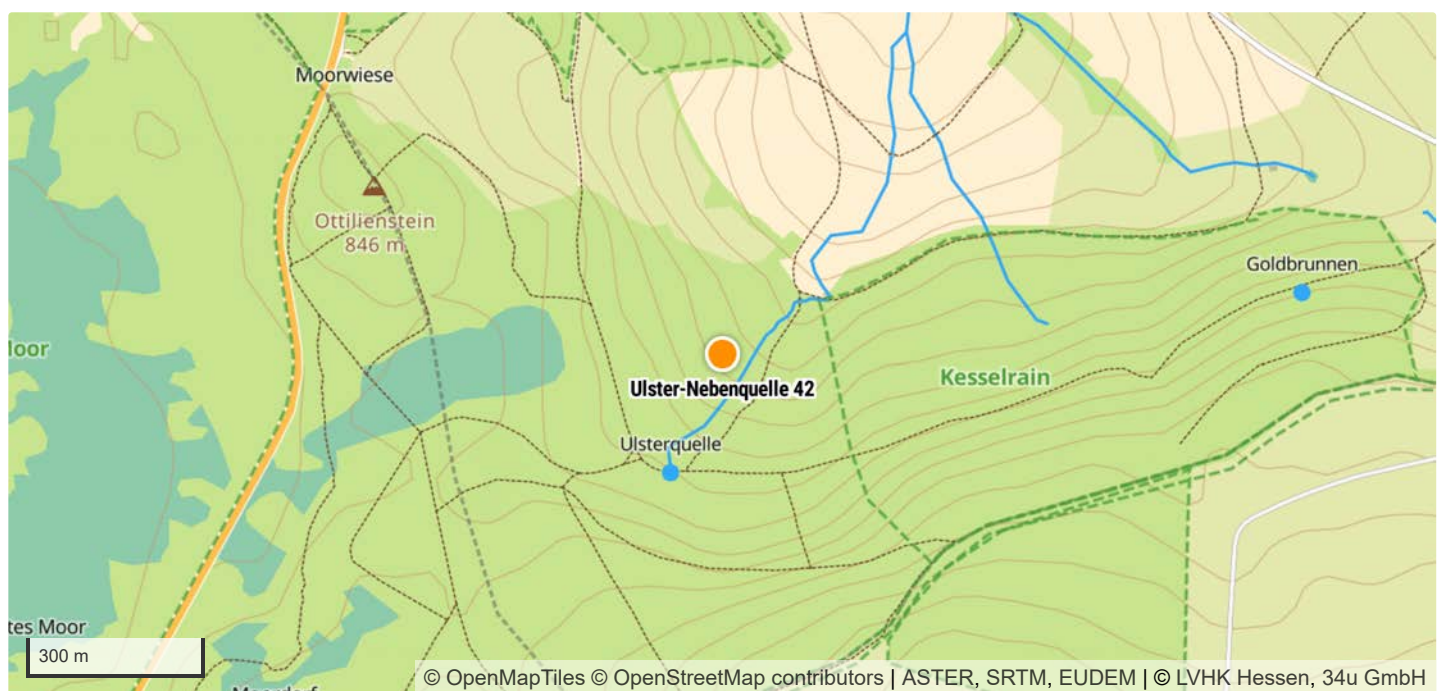 Moorwiese
Ottilienstein
846 m
Goldbrunnen
loor
Ulster-Nebenquelle 42
Kesselrain
Ulsterquelle
tes Moor
300 m
© OpenMapTiles © OpenStreetMap contributors | ASTER, SRTM, EUDEM | © LVHK Hessen, 34u GmbH